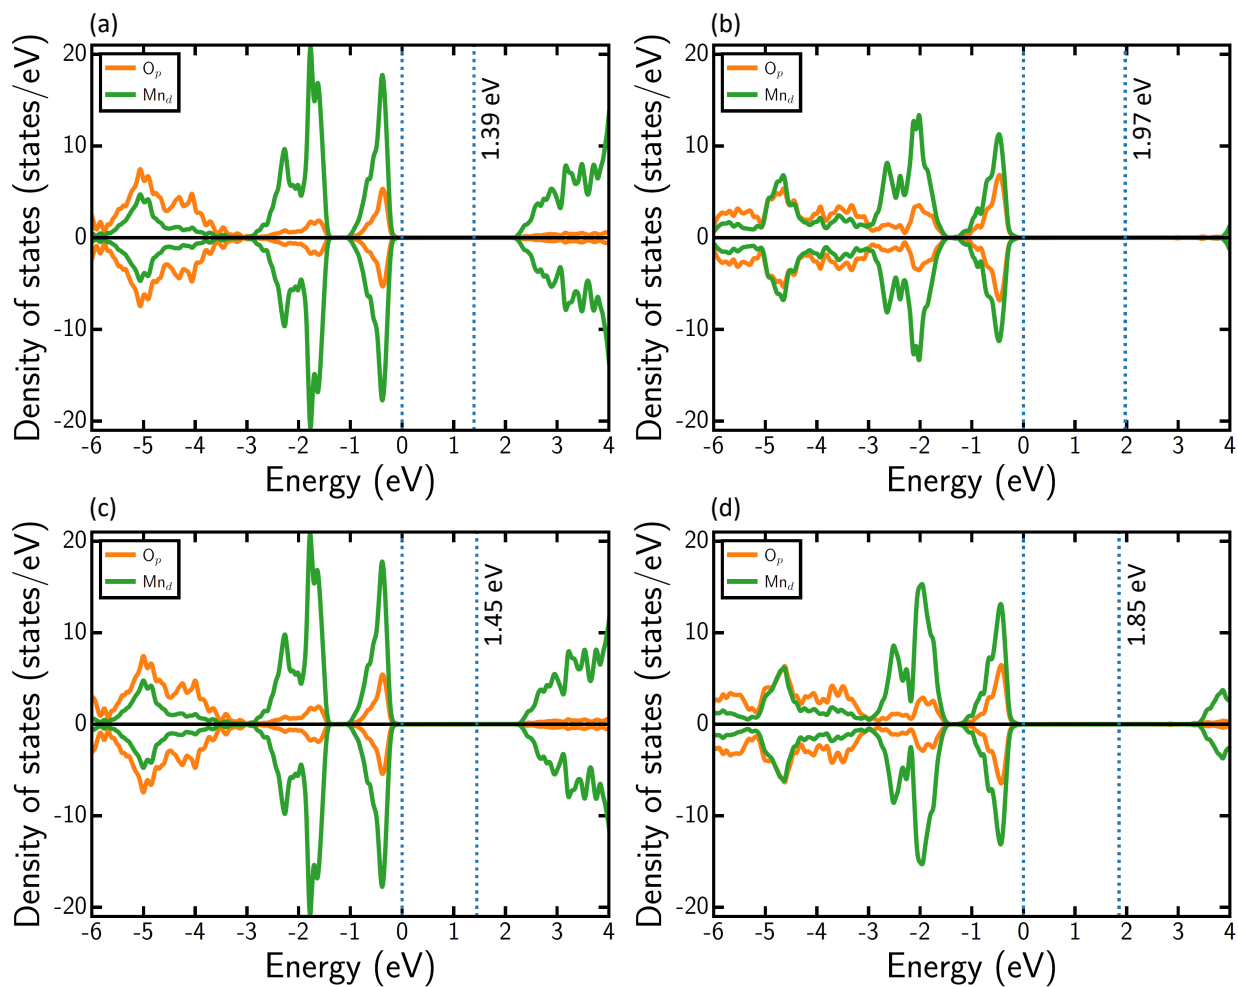 (a)
20
10
0
-10
-20
Density of states (states/eV)
O_p
Mn_d
1.39 eV
-6 -5 -4 -3 -2 -1 0 1 2 3 4
Energy (eV)
(b)
20
10
0
-10
-20
Density of states (states/eV)
O_p
Mn_d
1.97 eV
-6 -5 -4 -3 -2 -1 0 1 2 3 4
Energy (eV)
(c)
20
10
0
-10
-20
Density of states (states/eV)
O_p
Mn_d
1.45 eV
-6 -5 -4 -3 -2 -1 0 1 2 3 4
Energy (eV)
(d)
20
10
0
-10
-20
Density of states (states/eV)
O_p
Mn_d
1.85 eV
-6 -5 -4 -3 -2 -1 0 1 2 3 4
Energy (eV)